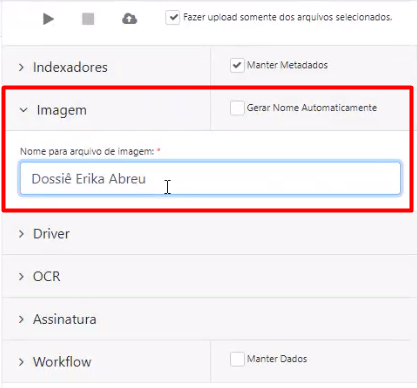 Fazer upload somente dos arquivos selecionados.
Indexadores
Manter Metadados
Imagem
Gerar Nome Automaticamente
Nome para arquivo de imagem: *
Dossiê Erika Abreu
Driver
OCR
Assinatura
Workflow
Manter Dados